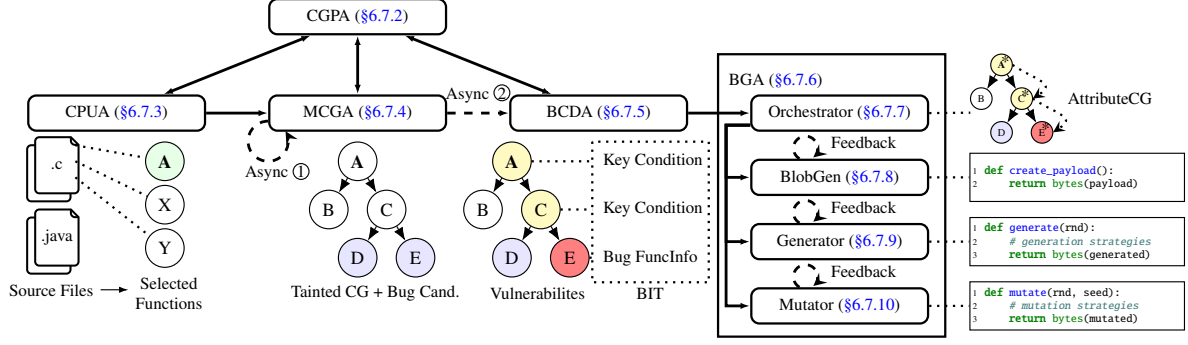 CGPA (§6.7.2)
CPUA (§6.7.3)
MCGA (§6.7.4)
Async ②
BCDA (§6.7.5)
BGA (§6.7.6)
Orchestrator (§6.7.7)
Feedback
BlobGen (§6.7.8)
Feedback
Generator (§6.7.9)
Feedback
Mutator (§6.7.10)
Async ①
.c
.java
Source Files
A
X
Y
Selected
Functions
A
B
C
D
E
Tainted CG + Bug Cand.
A
B
C
D
E
Vulnerabilites
Key Condition
Key Condition
Bug FuncInfo
BIT
A*
B
C*
D
E*
AttributeCG
1 def create_payload():
2 return bytes(payload)
1 def generate(rnd):
2 # generation strategies
3 return bytes(generated)
1 def mutate(rnd, seed):
2 # mutation strategies
3 return bytes(mutated)